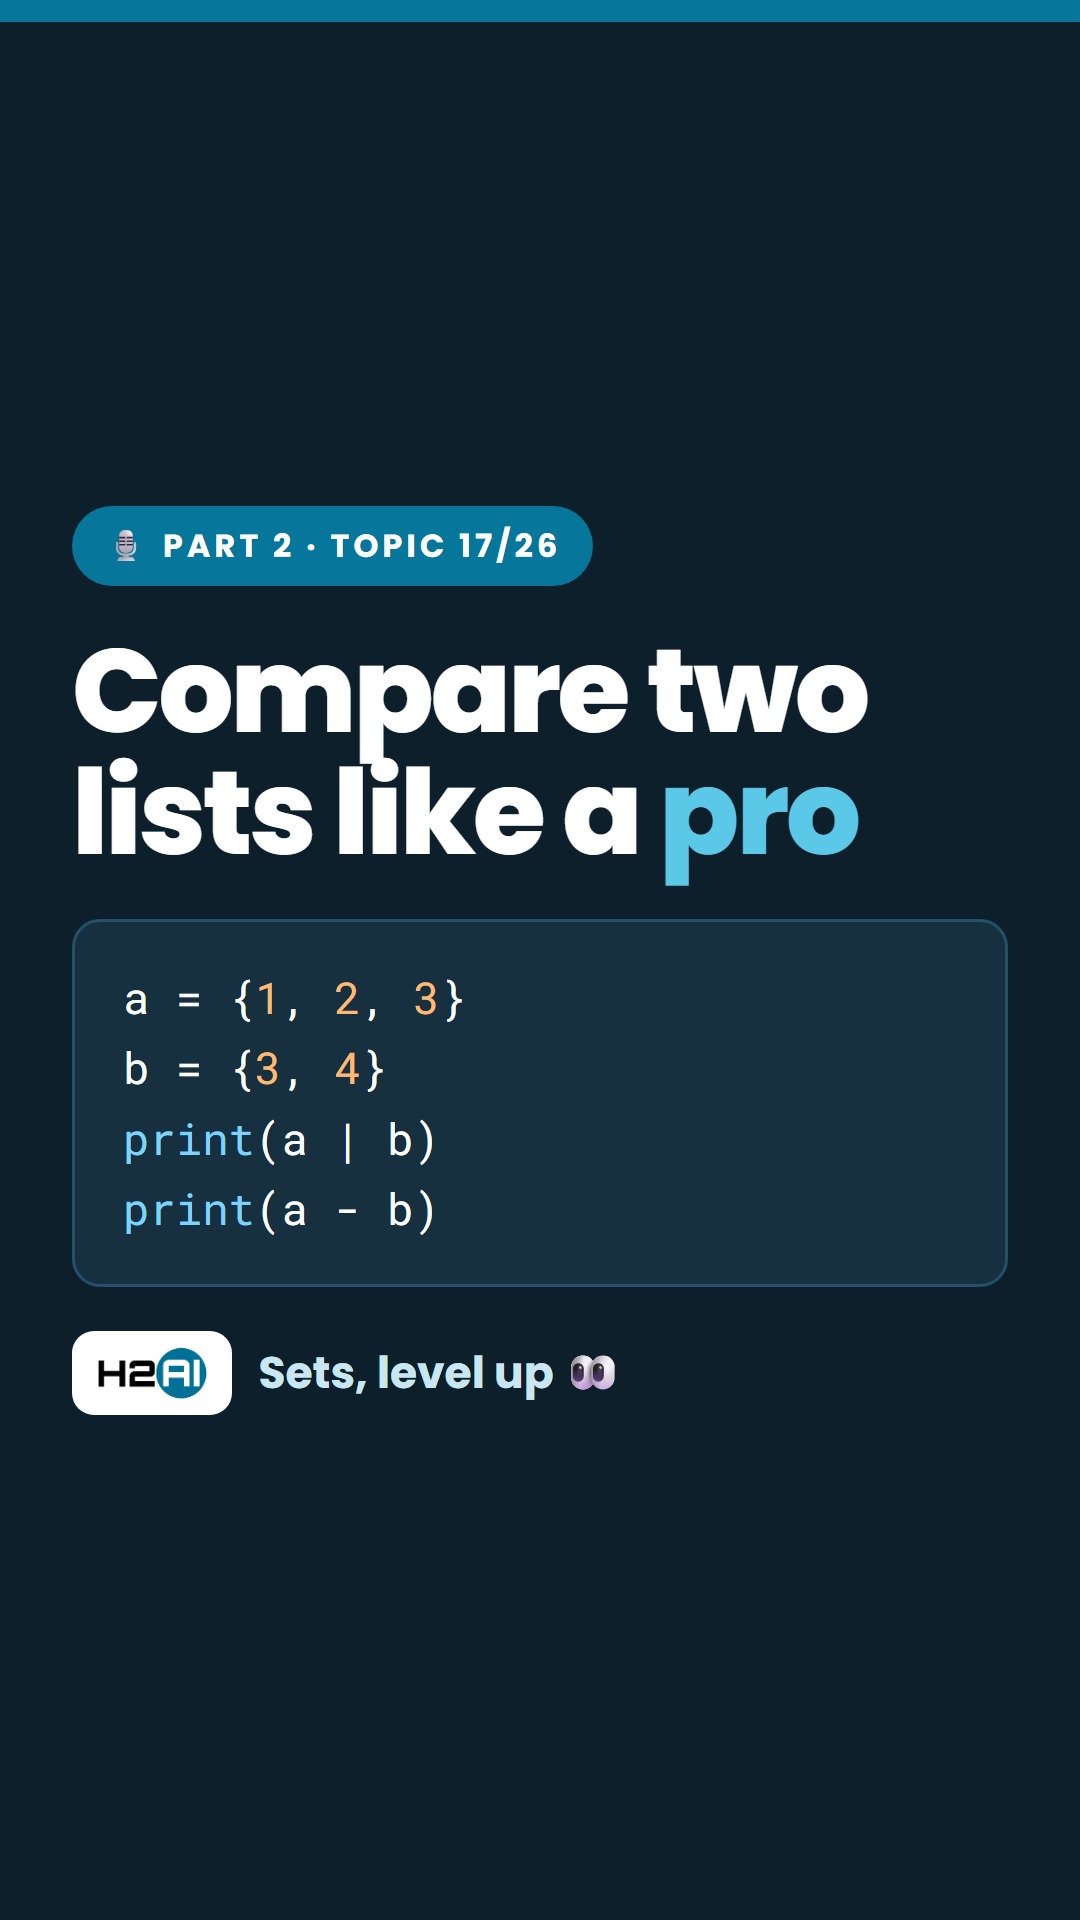 🎙️ PART 2 · TOPIC 17/26
Compare two
lists like a pro
a = {1, 2, 3}
b = {3, 4}
print(a | b)
print(a - b)
H2AI
Sets, level up 👀